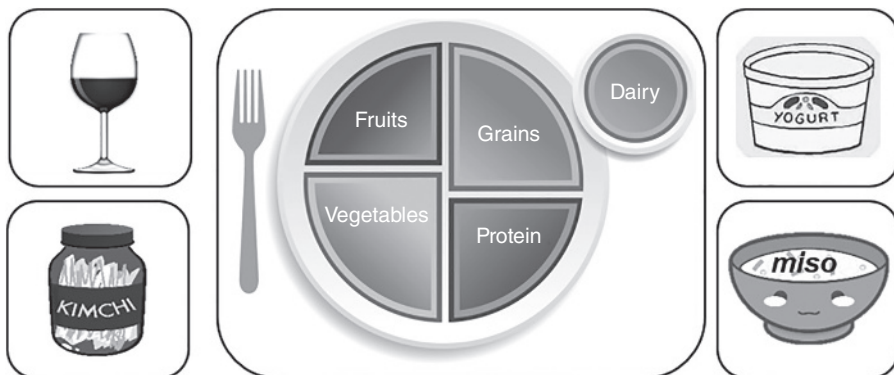 Fruits
Grains
Dairy
Vegetables
Protein
YOGURT
KIMCHI
miso